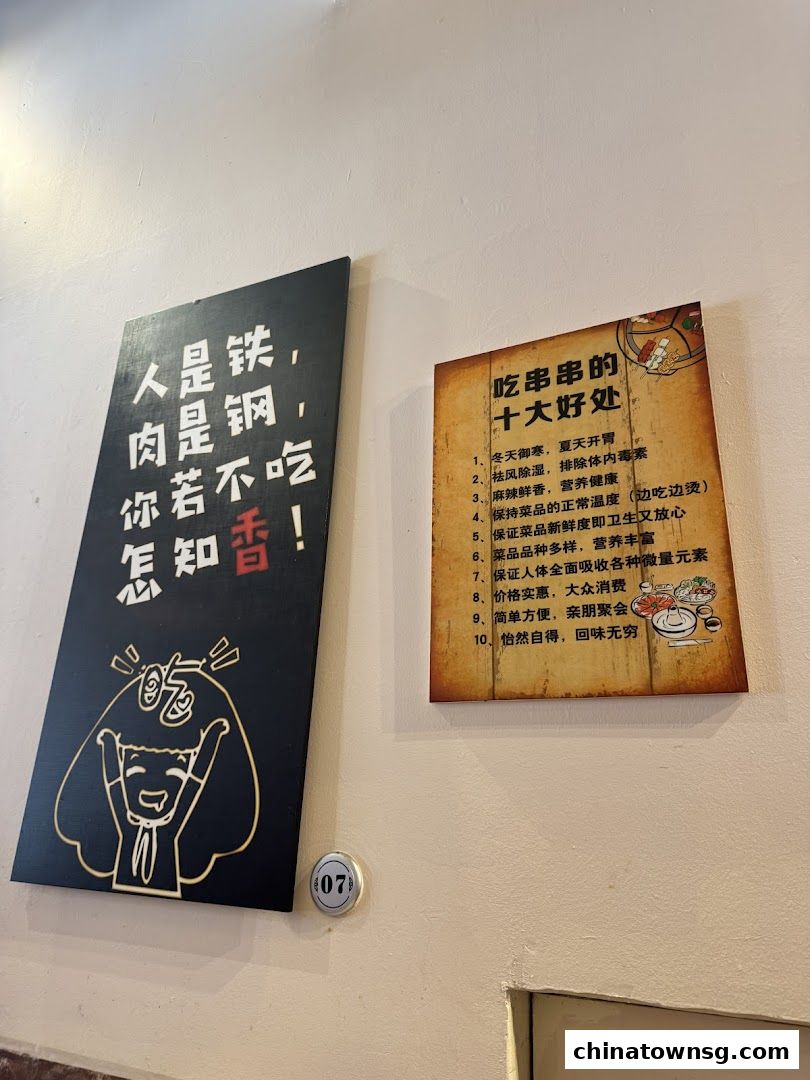 人是铁，
肉是钢，
你若不吃
怎知香！
吃
07
吃串串的
十大好处
1、冬天御寒，夏天开胃
2、祛风除湿，排除体内毒素
3、麻辣鲜香，营养健康
4、保持菜品的正常温度（边吃边烫）
5、保证菜品新鲜度即卫生又放心
6、菜品品种多样，营养丰富
7、保证人体全面吸收各种微量元素
8、价格实惠，大众消费
9、简单方便，亲朋聚会
10、怡然自得，回味无穷
chinatownsg.com